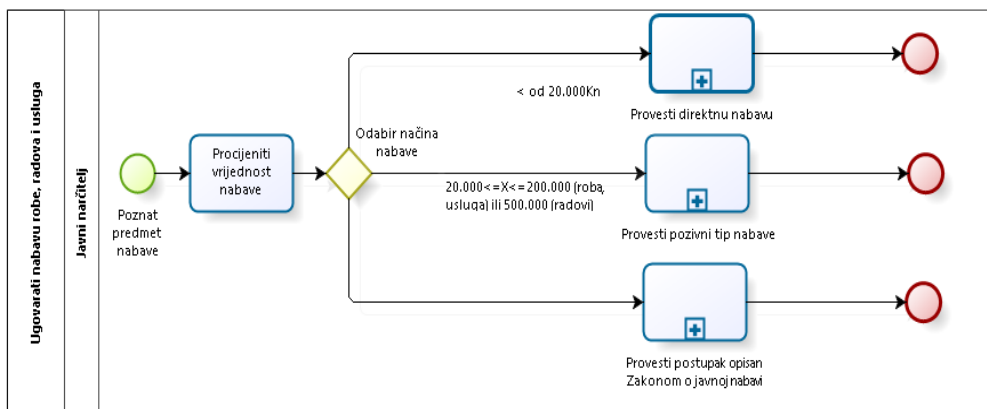 Ugovarati nabavu robe, radova i usluga
Javni narčitelj
Poznat
predmet
nabave
Procijeniti
vrijednost
nabave
Odabir načina
nabave
< od 20.000Kn
Provesti direktnu nabavu
20.000<=X<=200.000 (roba,
usluga) ili 500.000 (radovi)
Provesti pozivni tip nabave
Provesti postupak opisan
Zakonom o javnoj nabavi